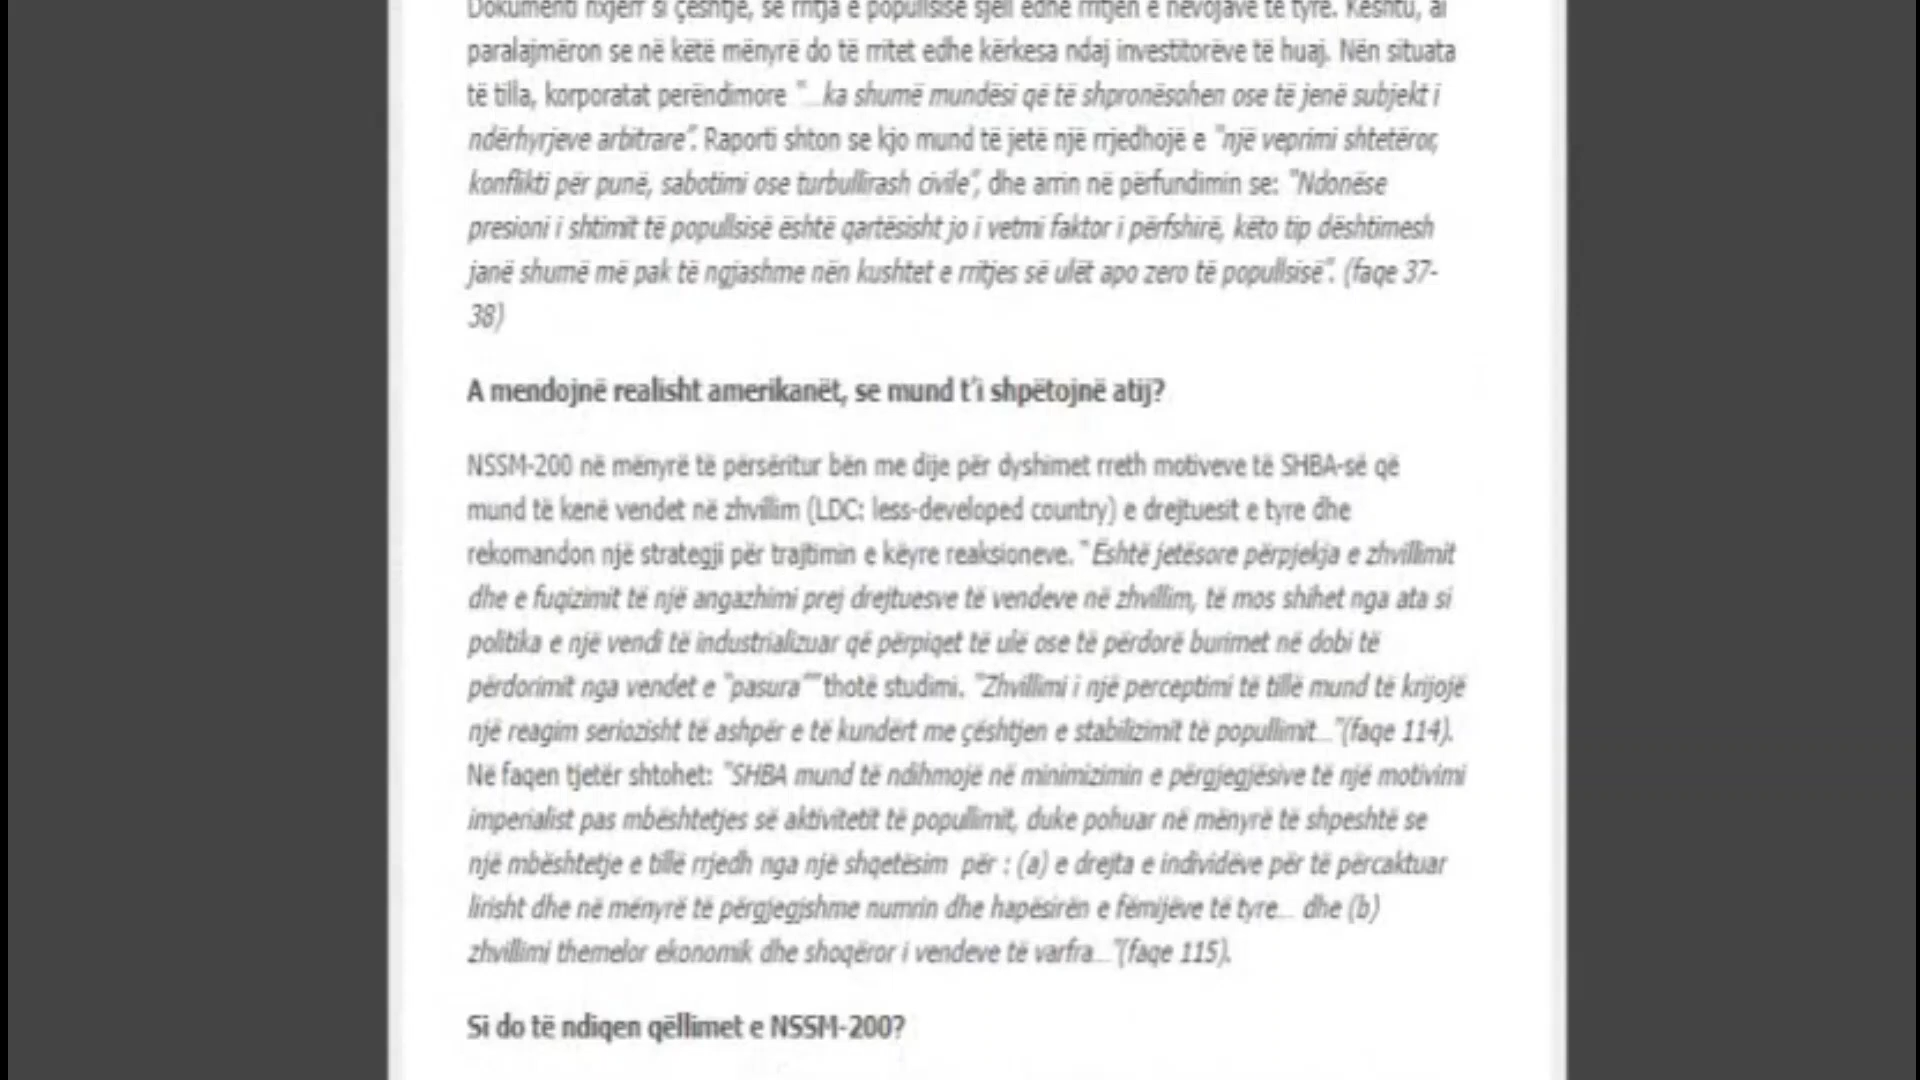 Dokumenti nxjerr si çështje, se rritja e popullsisë sjell edhe rritjen e nevojave të tyre. Kështu, ai
paralajmëron se në këtë mënyrë do të rritet edhe kërkesa ndaj investitorëve të huaj. Nën situata
të tilla, korporatat perëndimore "...ka shumë mundësi që të shpronësohen ose të jenë subjekt i
ndërhyrjeve arbitrare". Raporti shton se kjo mund të jetë një rrjedhojë e "një veprimi shtetëror,
konflikti për punë, sabotimi ose turbullirash civile", dhe arrin në përfundimin se: "Ndonëse
presioni i shtimit të popullsisë është qartësisht jo i vetmi faktor i përfshirë, këto tip dështimesh
janë shumë më pak të ngjashme nën kushtet e rritjes së ulët apo zero të popullsisë". (faqe 37-
38)
A mendojnë realisht amerikanët, se mund t'i shpëtojnë atij?
NSSM-200 në mënyrë të përsëritur bën me dije për dyshimet rreth motiveve të SHBA-së që
mund të kenë vendet në zhvillim (LDC: less-developed country) e drejtuesit e tyre dhe
rekomandon një strategji për trajtimin e këyre reaksioneve. "Është jetësore përpjekja e zhvillimit
dhe e fuqizimit të një angazhimi prej drejtuesve të vendeve në zhvillim, të mos shihet nga ata si
politika e një vendi të industrializuar që përpiqet të ulë ose të përdorë burimet në dobi të
përdorimit nga vendet e "pasura"" thotë studimi. "Zhvillimi i një perceptimi të tillë mund të krijojë
një reagim seriozisht të ashpër e të kundërt me çështjen e stabilizimit të popullimit..."(faqe 114).
Në faqen tjetër shtohet: "SHBA mund të ndihmojë në minimizimin e përgjegjësive të një motivimi
imperialist pas mbështetjes së aktivitetit të popullimit, duke pohuar në mënyrë të shpeshtë se
një mbështetje e tillë rrjedh nga një shqetësim për : (a) e drejta e individëve për të përcaktuar
lirisht dhe në mënyrë të përgjegjshme numrin dhe hapësirën e fëmijëve të tyre... dhe (b)
zhvillimi themelor ekonomik dhe shoqëror i vendeve të varfra..."(faqe 115).
Si do të ndiqen qëllimet e NSSM-200?